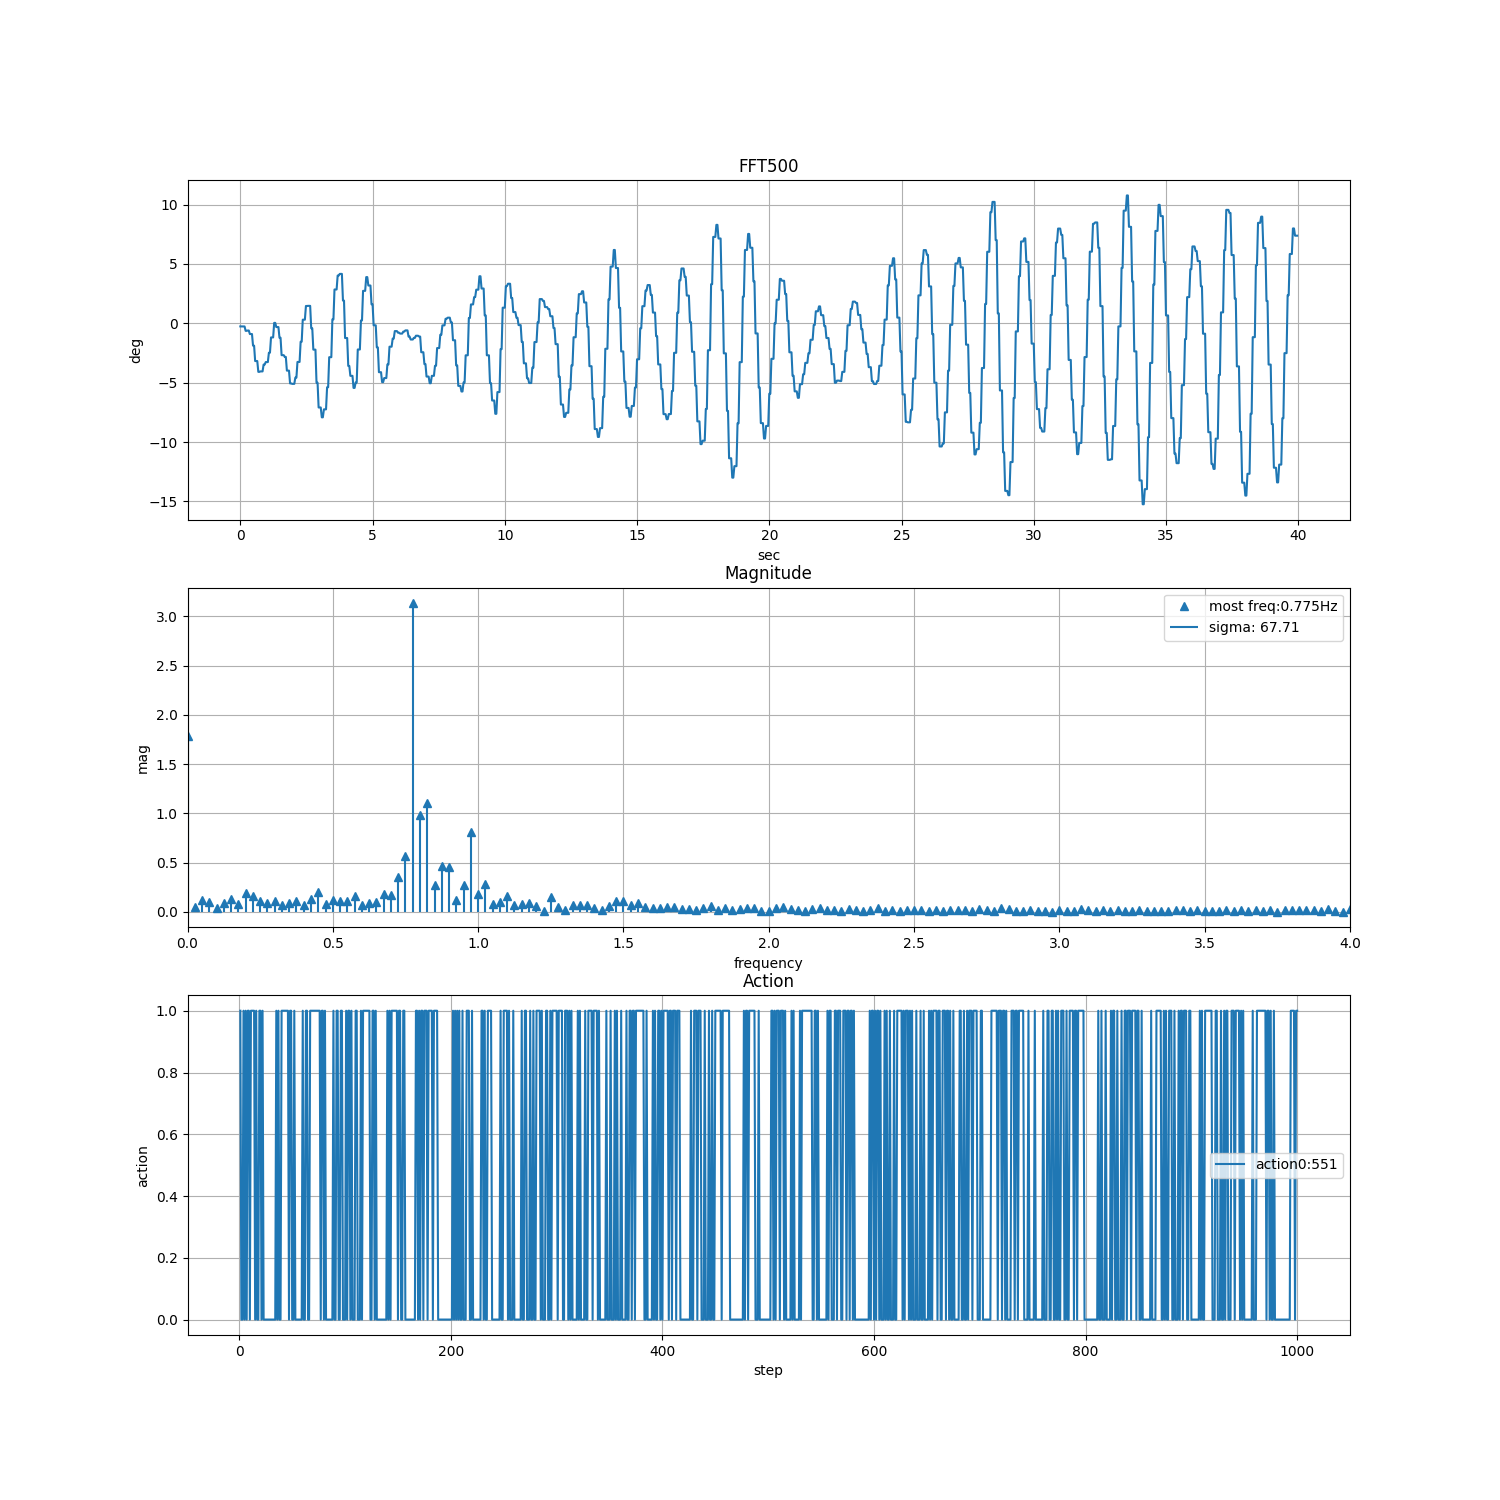 FFT500
10
5
0
−5
−10
−15
deg
0 5 10 15 20 25 30 35 40
sec
Magnitude
3.0
2.5
2.0
1.5
1.0
0.5
0.0
mag
most freq:0.775Hz
sigma: 67.71
0.0 0.5 1.0 1.5 2.0 2.5 3.0 3.5 4.0
frequency
Action
1.0
0.8
0.6
0.4
0.2
0.0
action
action0:551
0 200 400 600 800 1000
step